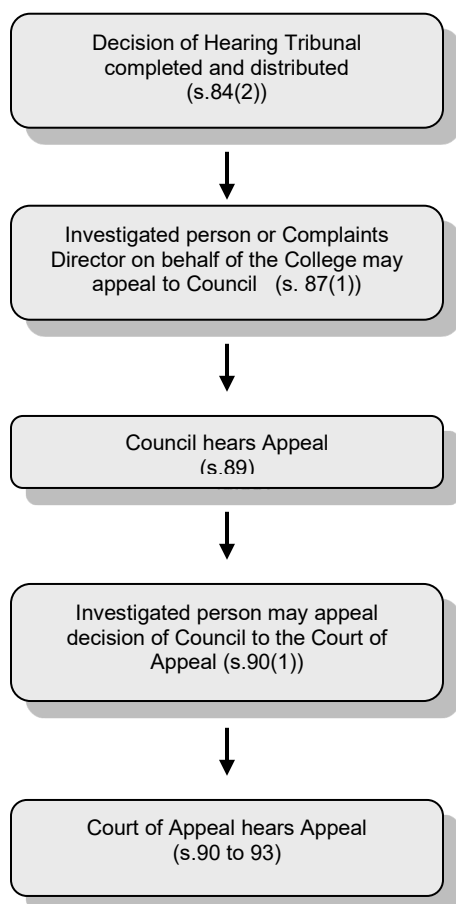 Decision of Hearing Tribunal
completed and distributed
(s.84(2))
Investigated person or Complaints
Director on behalf of the College may
appeal to Council (s. 87(1))
Council hears Appeal
(s.89)
Investigated person may appeal
decision of Council to the Court of
Appeal (s.90(1))
Court of Appeal hears Appeal
(s.90 to 93)